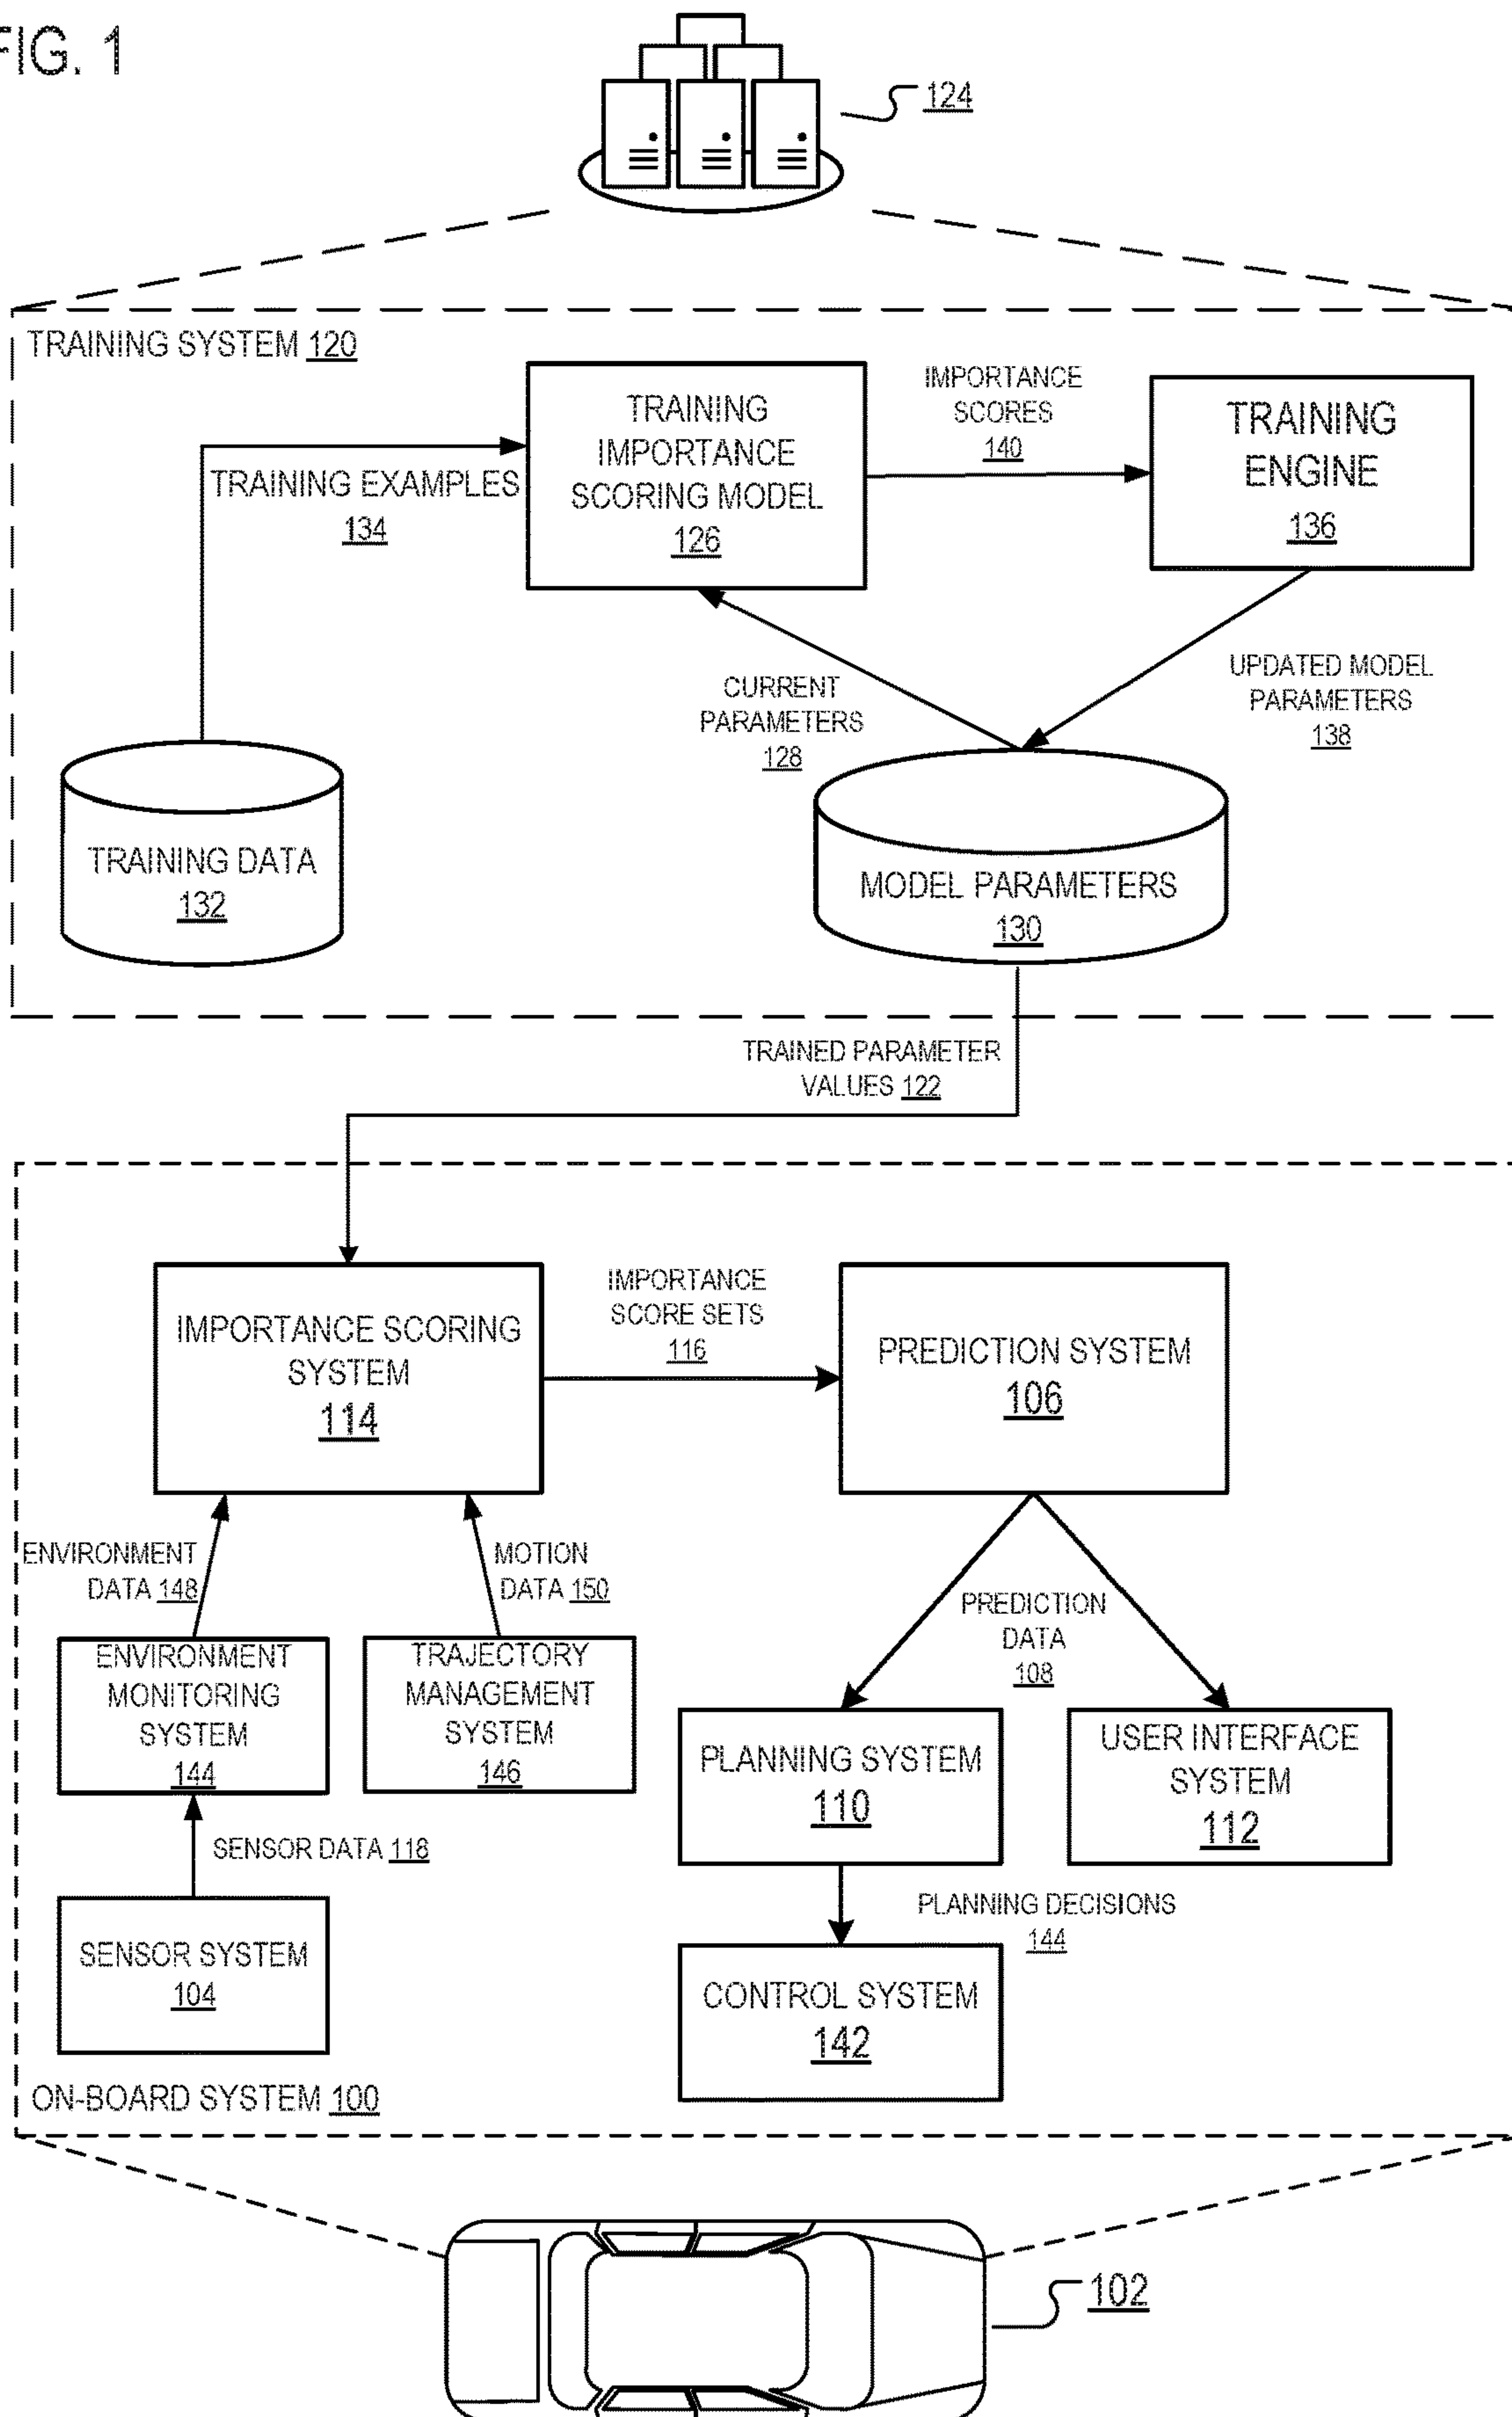 FIG. 1
124
TRAINING SYSTEM 120
TRAINING EXAMPLES
134
TRAINING
IMPORTANCE
SCORING MODEL
126
IMPORTANCE
SCORES
140
TRAINING
ENGINE
136
CURRENT
PARAMETERS
128
UPDATED MODEL
PARAMETERS
138
TRAINING DATA
132
MODEL PARAMETERS
130
TRAINED PARAMETER
VALUES 122
IMPORTANCE SCORING
SYSTEM
114
IMPORTANCE
SCORE SETS
116
PREDICTION SYSTEM
106
ENVIRONMENT
DATA 148
MOTION
DATA 150
PREDICTION
DATA
108
ENVIRONMENT
MONITORING
SYSTEM
144
TRAJECTORY
MANAGEMENT
SYSTEM
146
PLANNING SYSTEM
110
USER INTERFACE
SYSTEM
112
SENSOR DATA 118
PLANNING DECISIONS
144
SENSOR SYSTEM
104
CONTROL SYSTEM
142
ON-BOARD SYSTEM 100
102